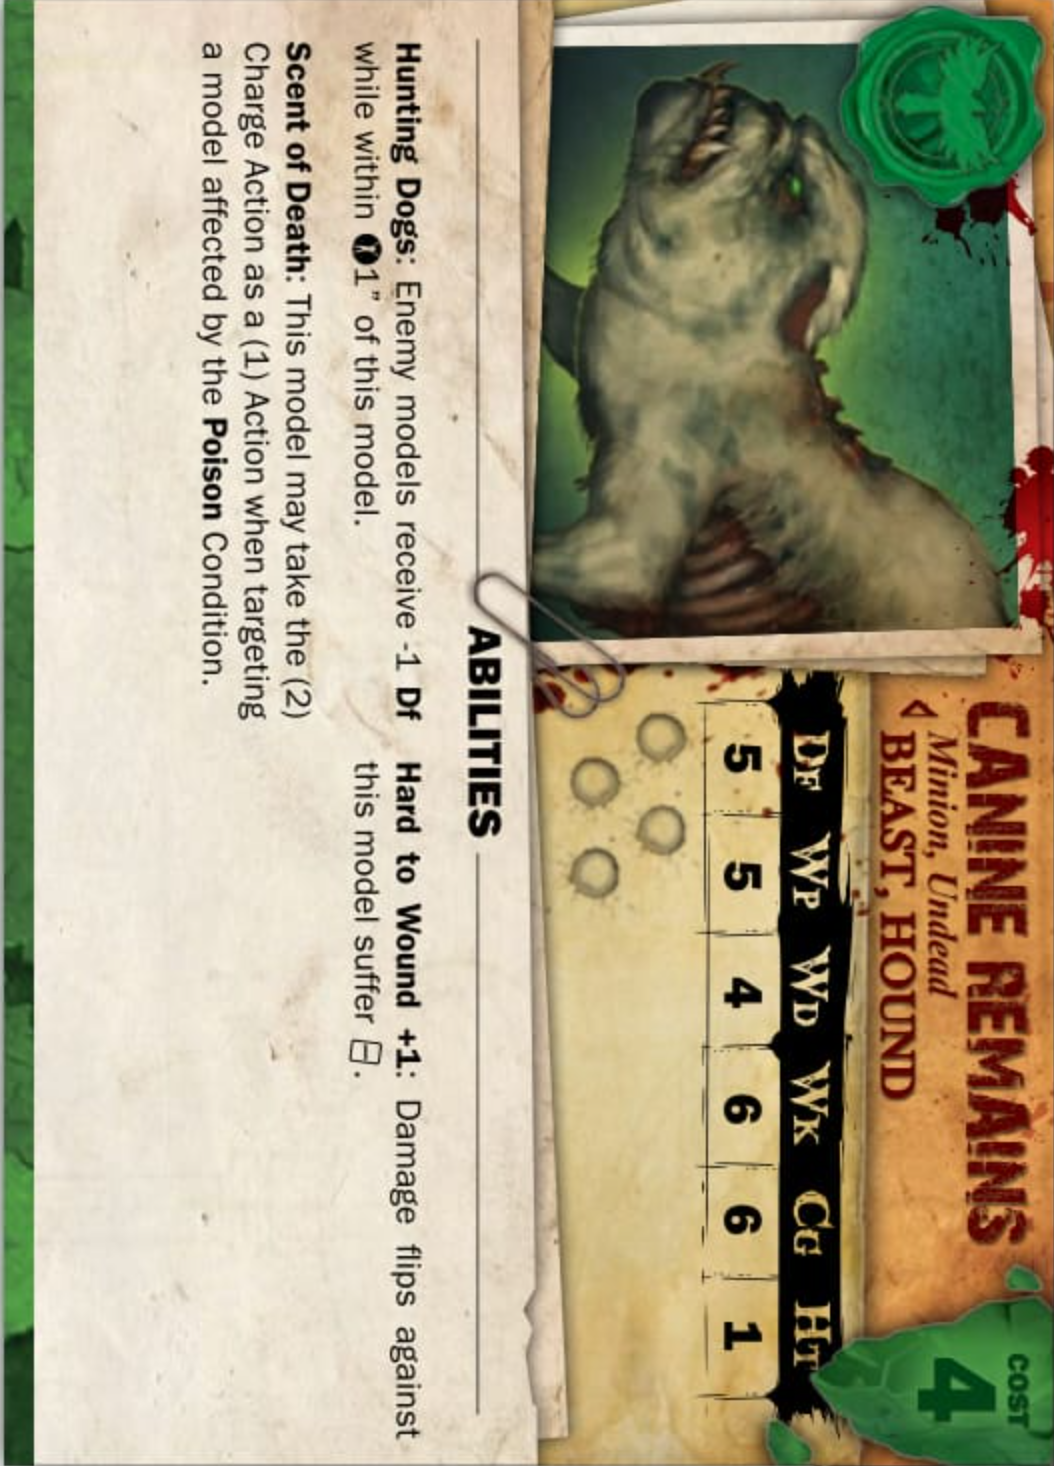 CANINE REMAINS
Minion, Undead
BEAST, HOUND
COST
4
DF WP WD WK CG HT
5 5 4 6 6 1
ABILITIES
Hunting Dogs: Enemy models receive -1 Df
while within 1” of this model.
Scent of Death: This model may take the (2)
Charge Action as a (1) Action when targeting
a model affected by the Poison Condition.
Hard to Wound +1: Damage flips against
this model suffer ⊟.